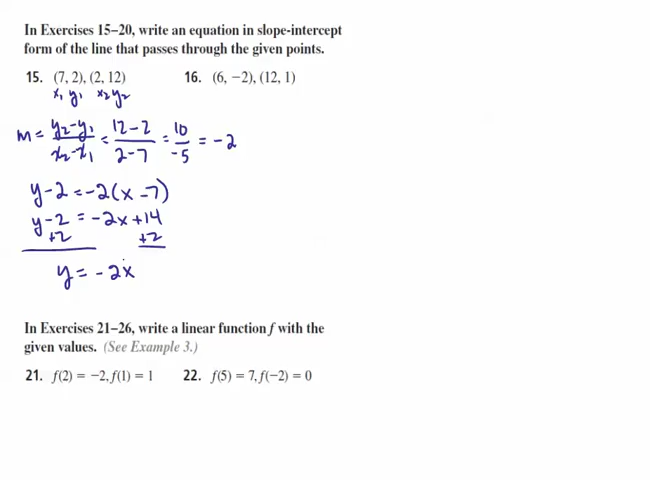 In Exercises 15–20, write an equation in slope-intercept
form of the line that passes through the given points.
15. (7, 2), (2, 12) 16. (6, −2), (12, 1)
x₁ y₁ x₂ y₂
m = y₂−y₁ / x₂−x₁ = 12−2 / 2−7 = 10 / −5 = −2
y−2 = −2(x −7)
y−2 = −2x +14
+2 +2
y = −2x
In Exercises 21–26, write a linear function f with the
given values. (See Example 3.)
21. f(2) = −2, f(1) = 1 22. f(5) = 7, f(−2) = 0